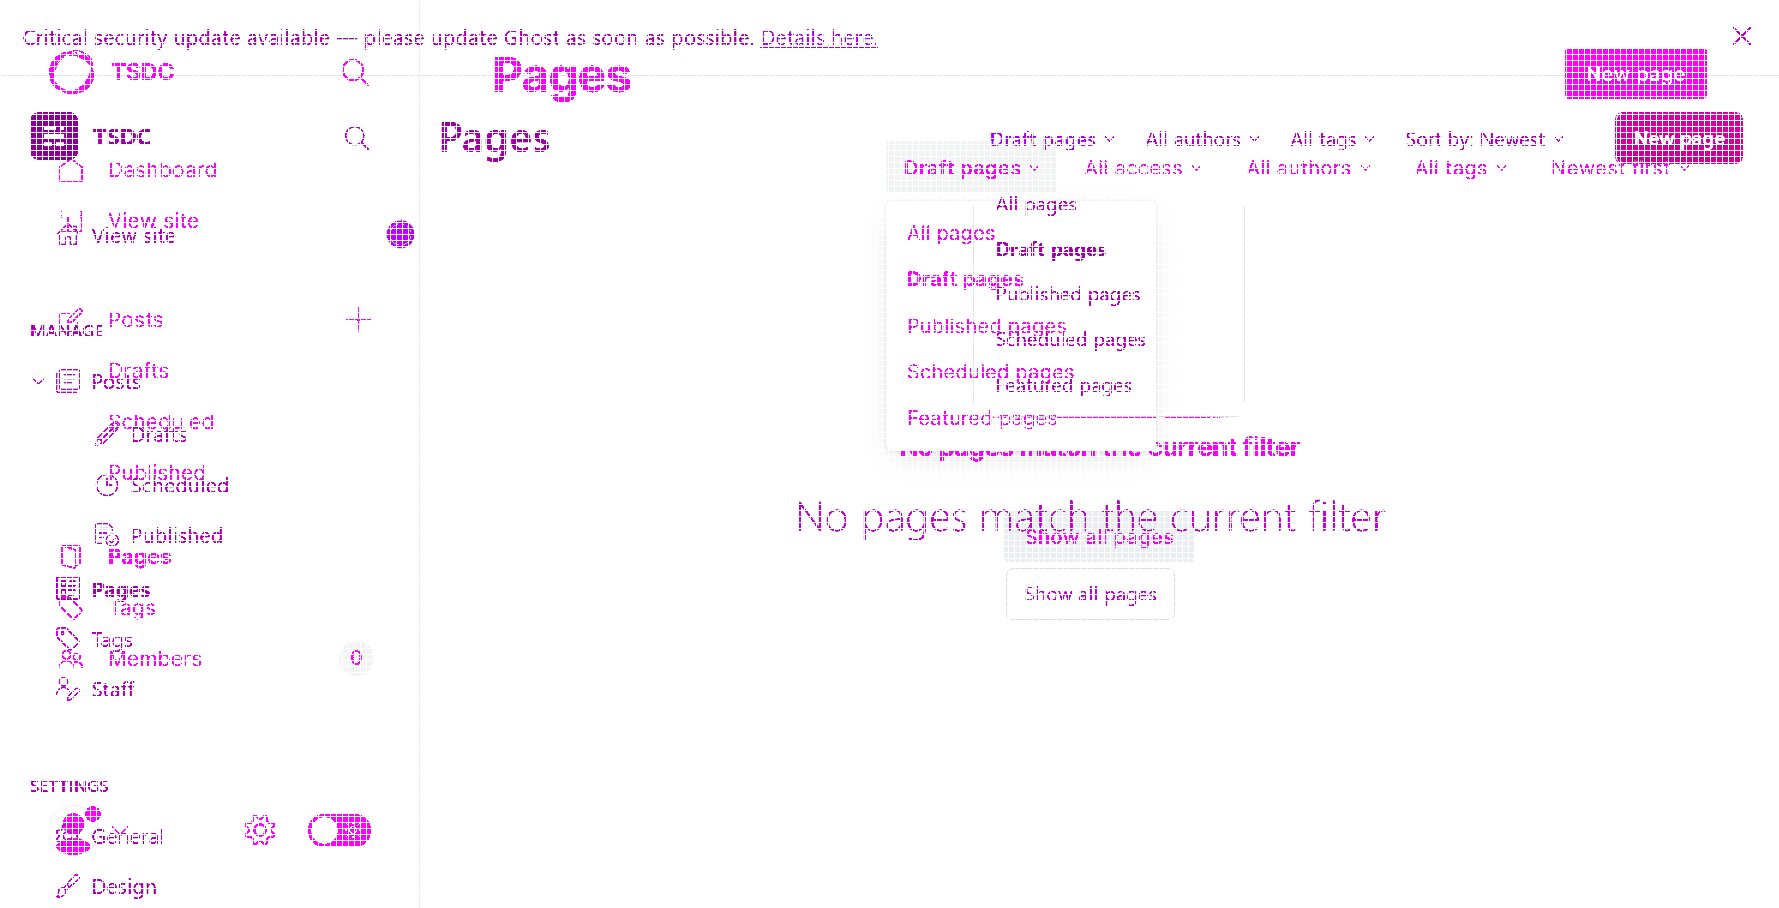 Critical security update available — please update Ghost as soon as possible. Details here.
TSDC
Pages
New page
TSDC
Pages
Draft pages
All authors
All tags
Sort by: Newest
New page
Dashboard
Draft pages
All access
All authors
All tags
Newest first
View site
View site
All pages
All pages
Draft pages
Draft pages
Published pages
Published pages
Scheduled pages
Scheduled pages
Featured pages
Featured pages
MANAGE
Posts
Posts
Drafts
Scheduled
Drafts
Published
Scheduled
Published
Pages
Pages
Tags
Tags
Members
0
Staff
No pages match the current filter
No pages match the current filter
Show all pages
Show all pages
SETTINGS
General
Design